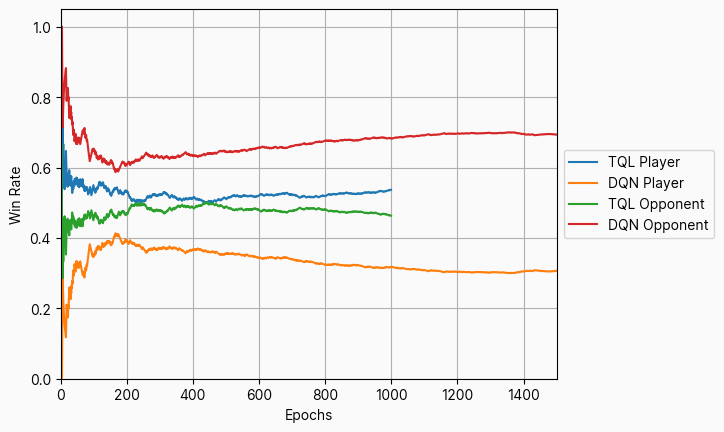 1.0
0.8
0.6
0.4
0.2
0.0
Win Rate
0 200 400 600 800 1000 1200 1400
Epochs
TQL Player
DQN Player
TQL Opponent
DQN Opponent